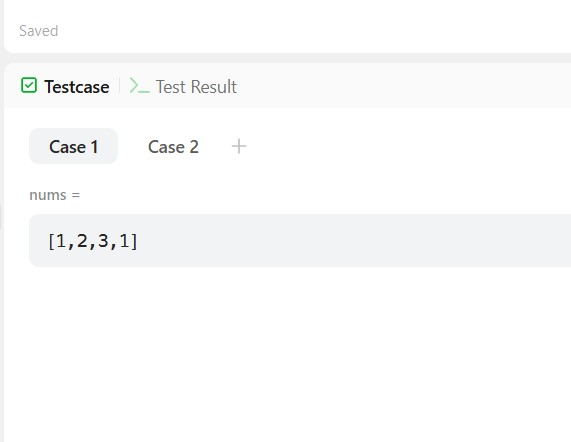 Saved
Testcase Test Result
Case 1 Case 2 +
nums =
[1,2,3,1]